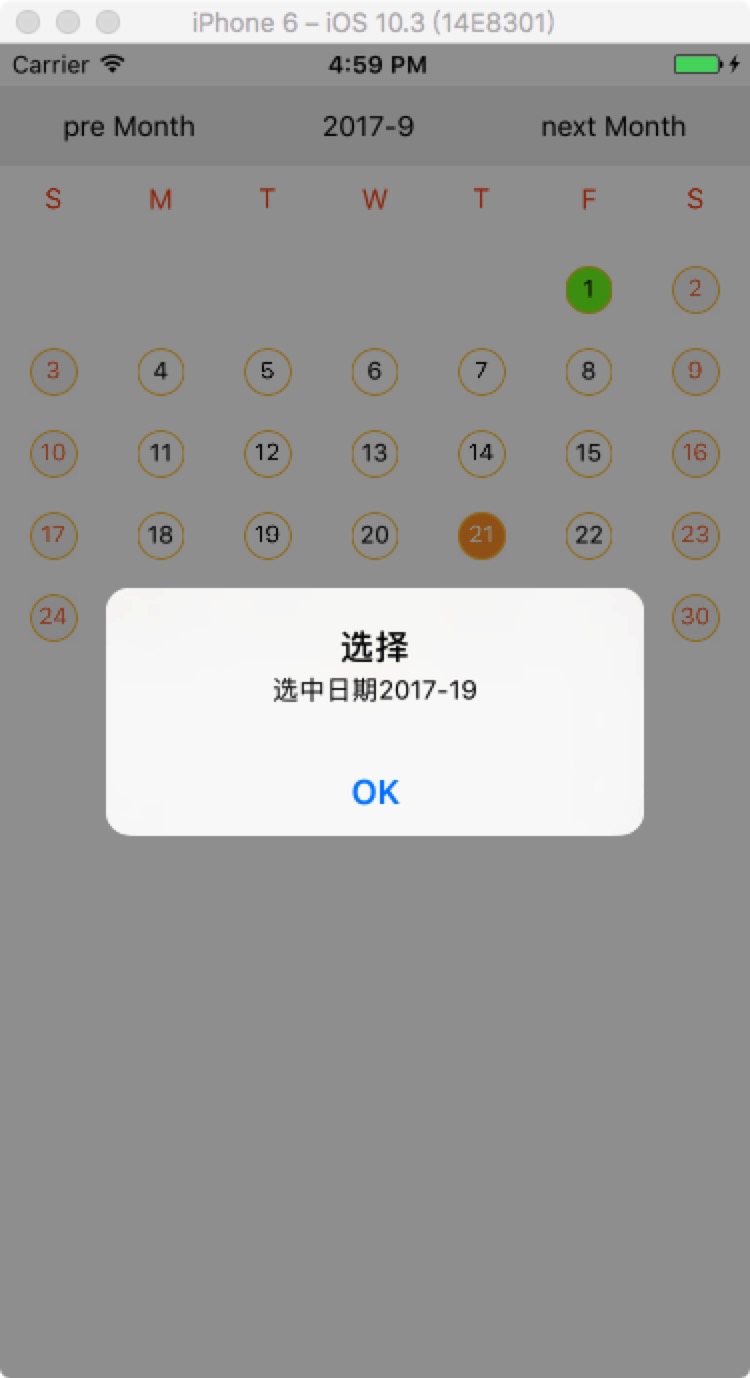 iPhone 6 – iOS 10.3 (14E8301)
Carrier 4:59 PM
pre Month 2017-9 next Month
S M T W T F S
1 2
3 4 5 6 7 8 9
10 11 12 13 14 15 16
17 18 19 20 21 22 23
24 30
选择
选中日期2017-19
OK